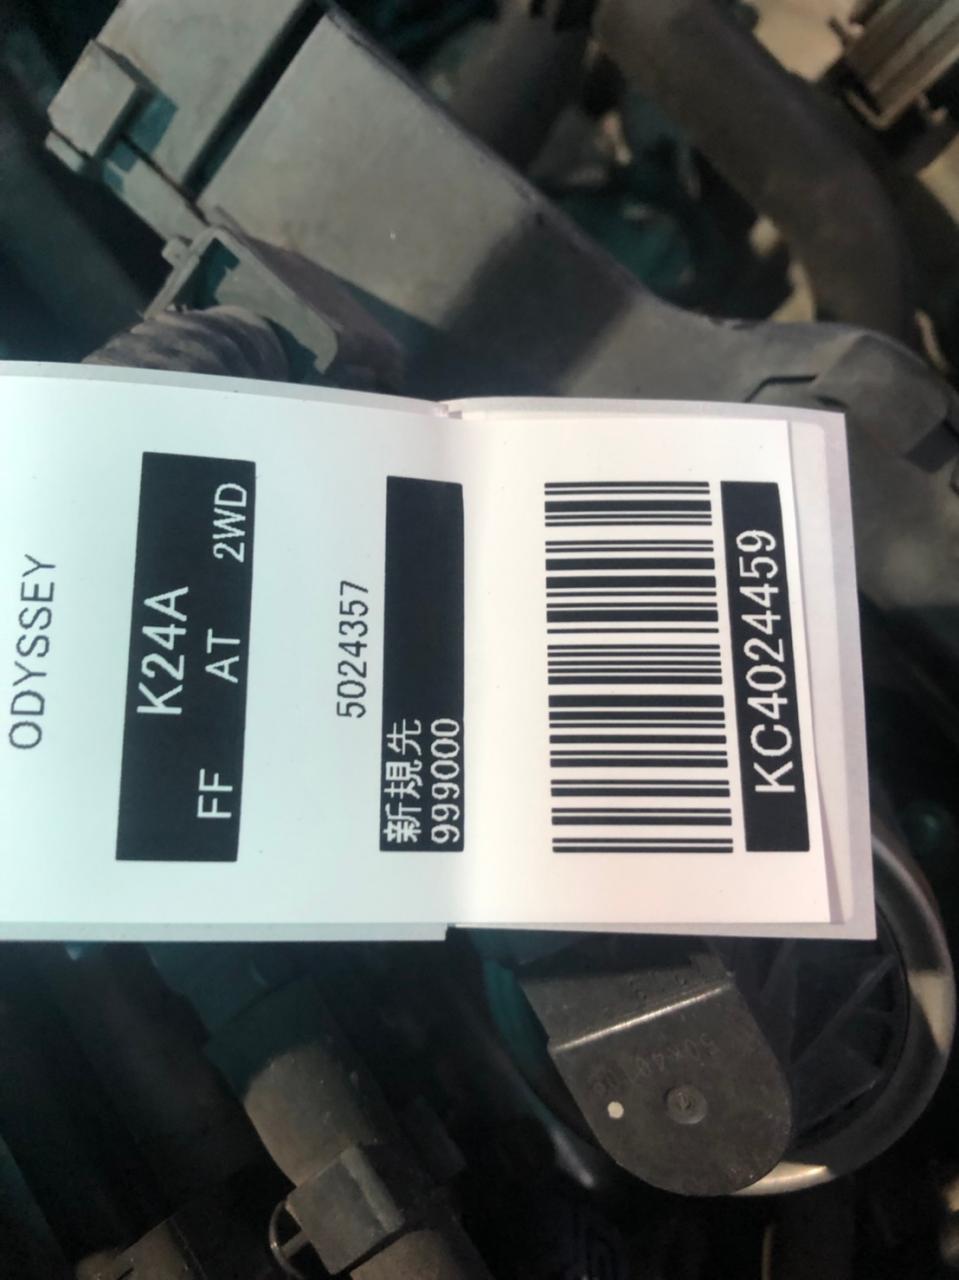 ODYSSEY
K24A
FF AT 2WD
5024357
新規先
999000
KC4024459